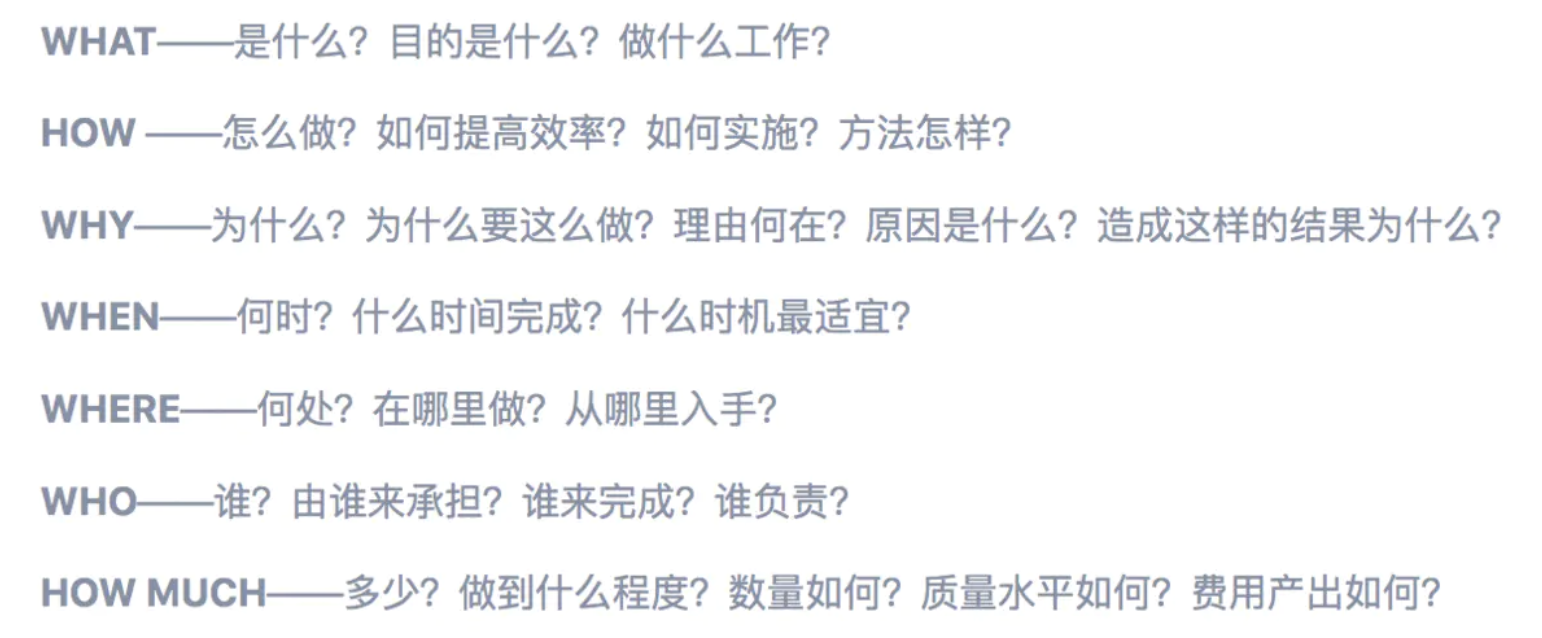 WHAT——是什么？目的是什么？做什么工作？
HOW ——怎么做？如何提高效率？如何实施？方法怎样？
WHY——为什么？为什么要这么做？理由何在？原因是什么？造成这样的结果为什么？
WHEN——何时？什么时间完成？什么时机最适宜？
WHERE——何处？在哪里做？从哪里入手？
WHO——谁？由谁来承担？谁来完成？谁负责？
HOW MUCH——多少？做到什么程度？数量如何？质量水平如何？费用产出如何？